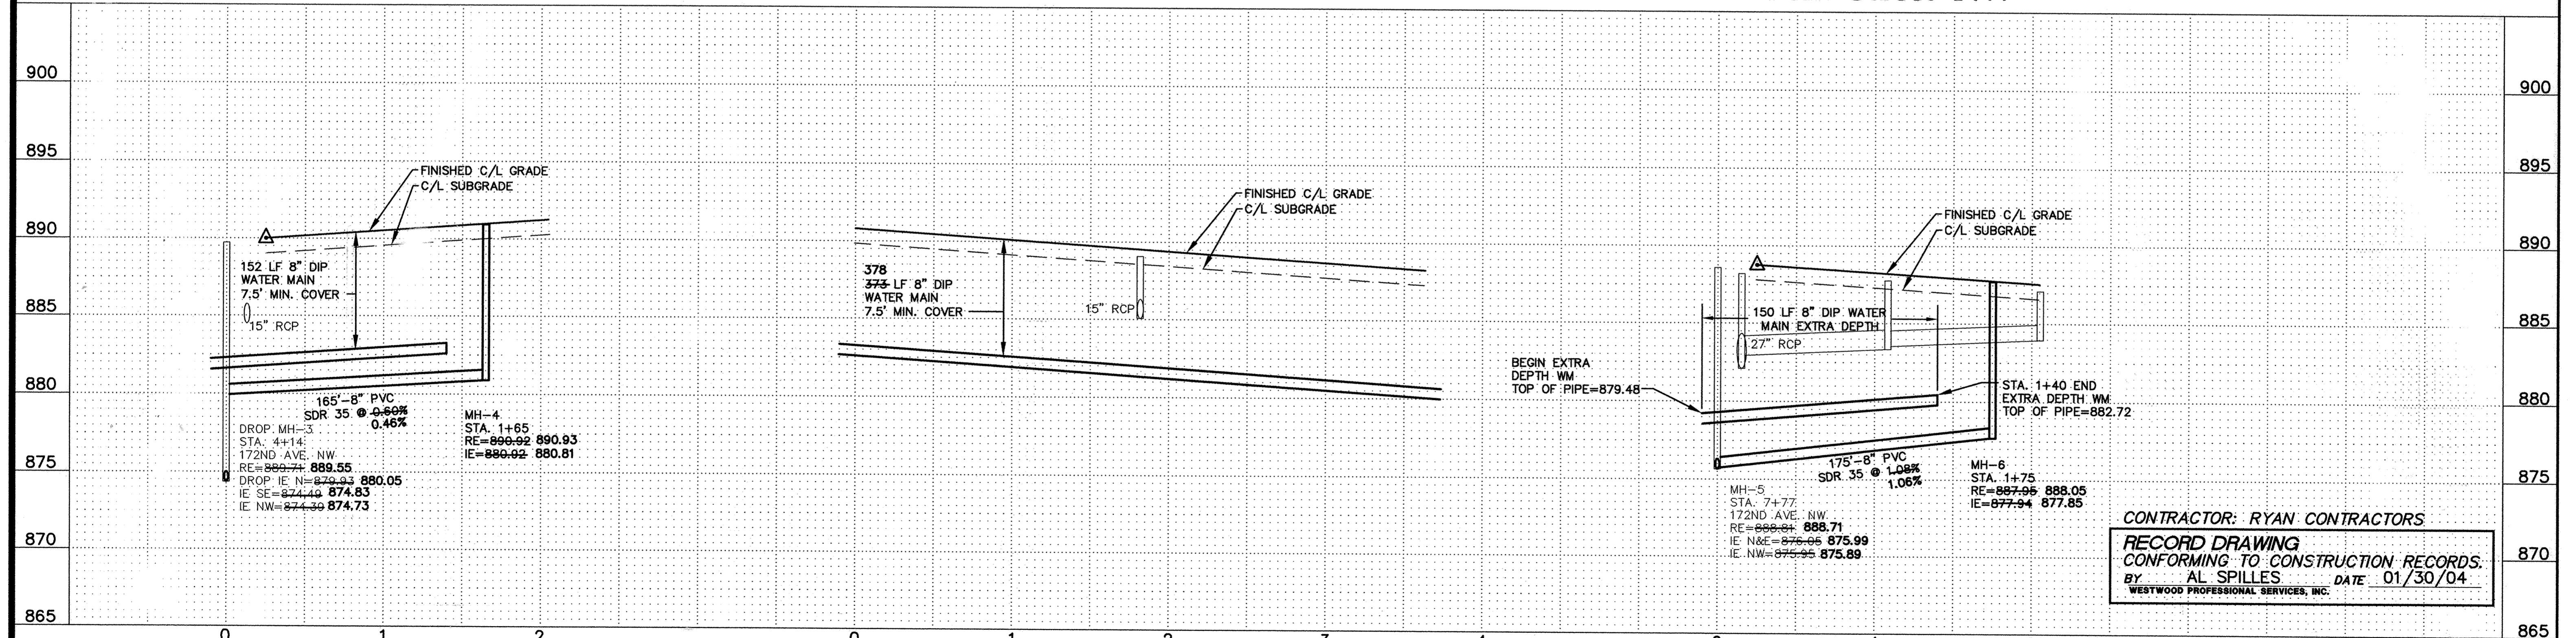 900
895
890
885
880
875
870
865
FINISHED C/L GRADE
C/L SUBGRADE
152 LF 8" DIP
WATER MAIN
7.5' MIN. COVER
15" RCP
165'-8" PVC
SDR 35 @ 0.60%
0.46%
DROP MH-3
STA. 4+14
172ND AVE. NW
RE=889.71 889.55
DROP IE N=879.93 880.05
IE SE=874.49 874.83
IE NW=874.39 874.73
MH-4
STA. 1+65
RE=890.92 890.93
IE=880.92 880.81
0 1 2
FINISHED C/L GRADE
C/L SUBGRADE
378
373 LF 8" DIP
WATER MAIN
7.5' MIN. COVER
15" RCP
FINISHED C/L GRADE
C/L SUBGRADE
150 LF 8" DIP WATER
MAIN EXTRA DEPTH
27" RCP
BEGIN EXTRA
DEPTH WM
TOP OF PIPE=879.48
STA. 1+40 END
EXTRA DEPTH WM
TOP OF PIPE=882.72
175'-8" PVC
SDR 35 @ 1.08%
1.06%
MH-5
STA. 7+77
172ND AVE. NW
RE=888.81 888.71
IE N&E=876.05 875.99
IE NW=875.95 875.89
MH-6
STA. 1+75
RE=887.95 888.05
IE=877.94 877.85
900
895
890
885
880
875
870
865
CONTRACTOR: RYAN CONTRACTORS
RECORD DRAWING
CONFORMING TO CONSTRUCTION RECORDS.
BY AL SPILLES DATE 01/30/04
WESTWOOD PROFESSIONAL SERVICES, INC.